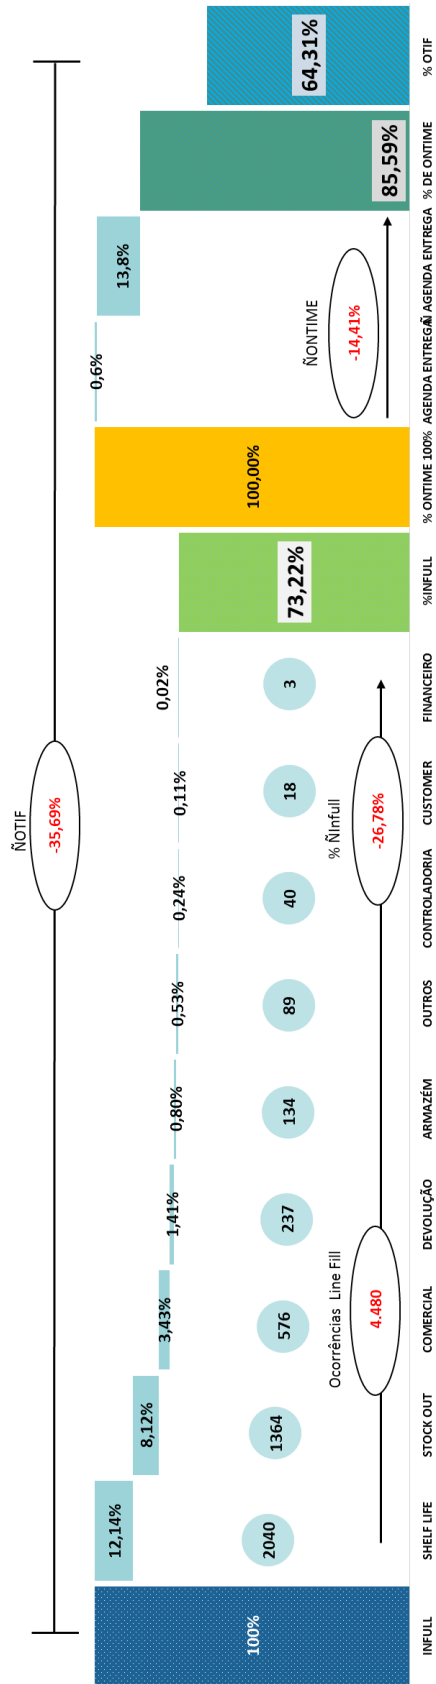 ÑOTIF
-35,69%
100%
12,14%
8,12%
3,43%
1,41%
0,80%
0,53%
0,24%
0,11%
0,02%
73,22%
100,00%
0,6%
13,8%
85,59%
64,31%
2040
1364
576
237
134
89
40
18
3
Ocorrências Line Fill
4.480
% ÑInfull
-26,78%
ÑONTIME
-14,41%
INFULL
SHELF LIFE
STOCK OUT
COMERCIAL
DEVOLUÇÃO
ARMAZÉM
OUTROS
CONTROLADORIA
CUSTOMER
FINANCEIRO
%INFULL
% ONTIME 100%
AGENDA ENTREGA
Ñ AGENDA ENTREGA
% DE ONTIME
% OTIF